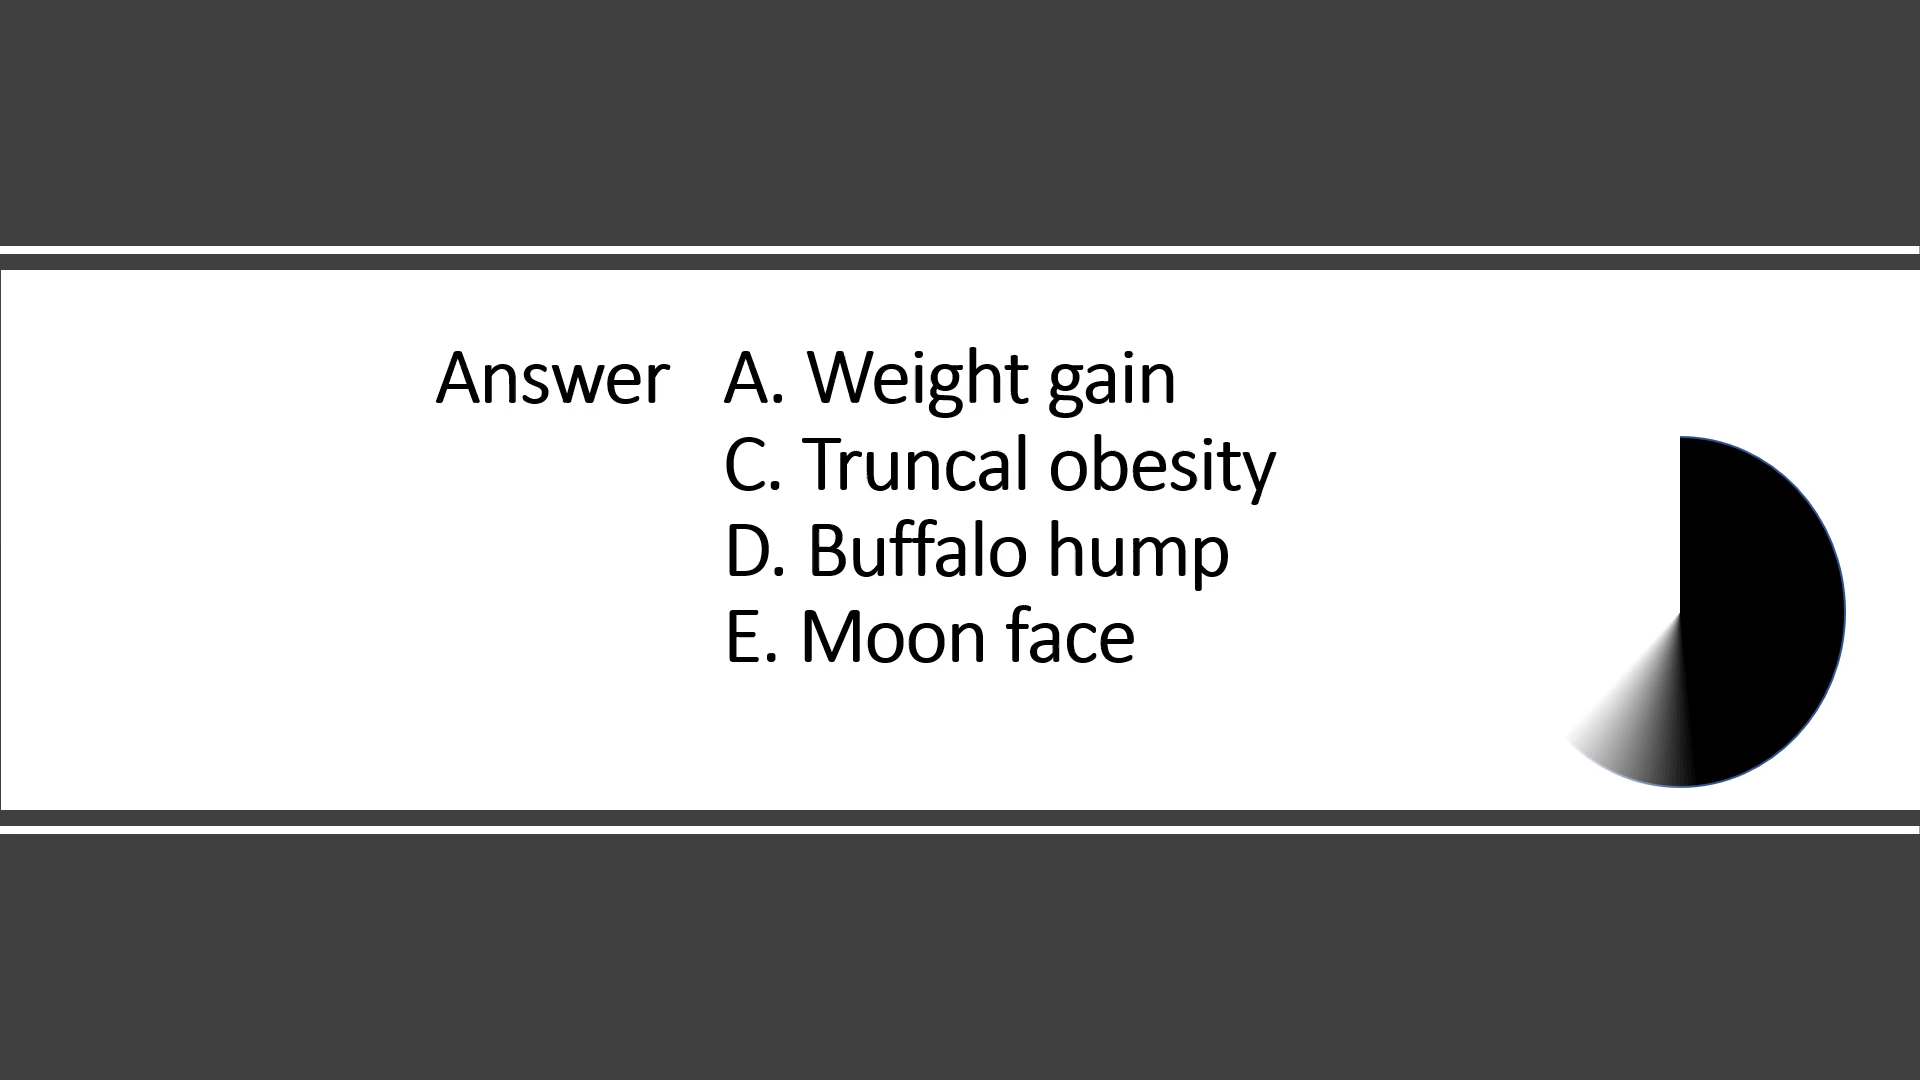 Answer A. Weight gain
C. Truncal obesity
D. Buffalo hump
E. Moon face